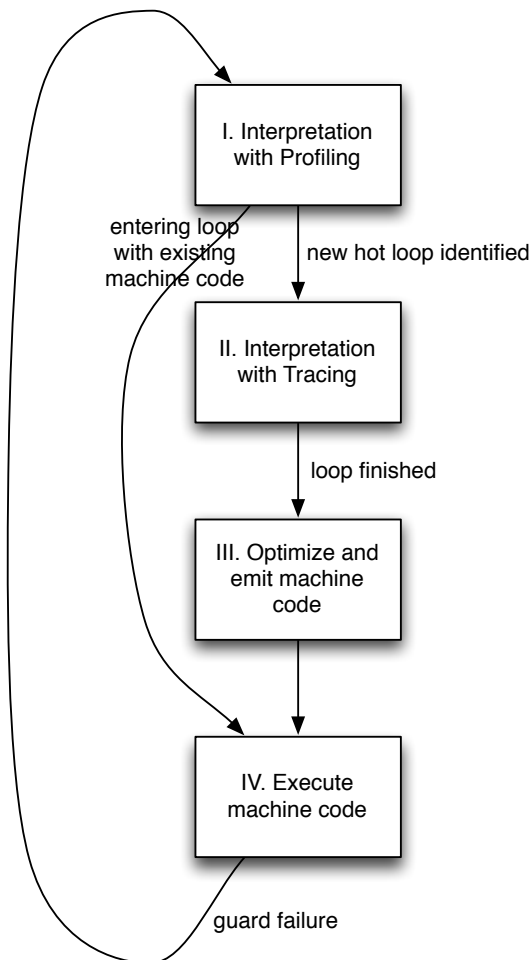 I. Interpretation
with Profiling
entering loop
with existing
machine code
new hot loop identified
II. Interpretation
with Tracing
loop finished
III. Optimize and
emit machine
code
IV. Execute
machine code
guard failure